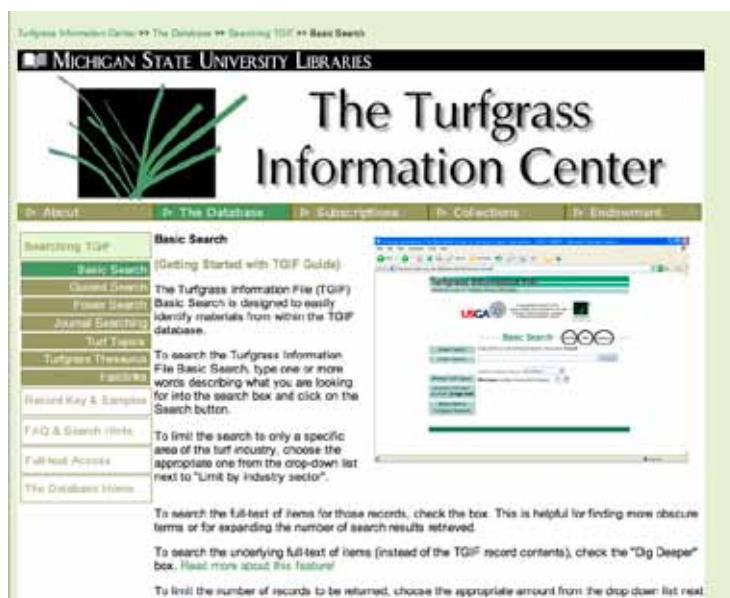 Turfgrass Information Center >> The Database >> Searching TGIF >> Basic Search
MICHIGAN STATE UNIVERSITY LIBRARIES
The Turfgrass
Information Center
About The Database Subscriptions Collections Endowment
Searching TGIF
Basic Search
Guided Search
Power Search
Journal Searching
Turf Topics
Turfgrass Thesaurus
Record Key & Samples
FAQ & Search Hints
Full-text Access
The Database Home
Basic Search
(Getting Started with TGIF Guide)
The Turfgrass Information File (TGIF)
Basic Search is designed to easily
identify materials from within the TGIF
database.
To search the Turfgrass Information
File Basic Search, type one or more
words describing what you are looking
for into the search box and click on the
Search button.
To limit the search to only a specific
area of the turf industry, choose the
appropriate one from the drop-down list
next to "Limit by industry sector".
Turfgrass Information File
USGA
Basic Search
To search the full-text of items for those records, check the box. This is helpful for finding more obscure
terms or for expanding the number of search results retrieved.
To search the underlying full-text of items (instead of the TGIF record contents), check the "Dig Deeper"
box. Read more about this feature!
To limit the number of records to be returned, choose the appropriate amount from the drop down list next